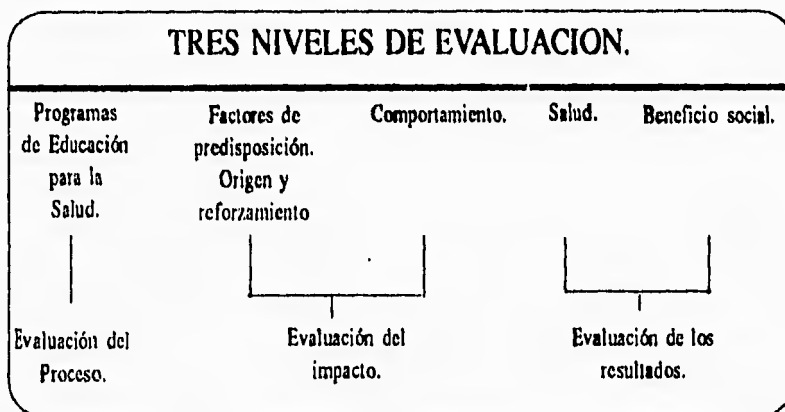 TRES NIVELES DE EVALUACION.
Programas
de Educación
para la
Salud.
Factores de
predisposición.
Origen y
reforzamiento
Comportamiento.
Salud.
Beneficio social.
Evaluación del
Proceso.
Evaluación del
impacto.
Evaluación de los
resultados.